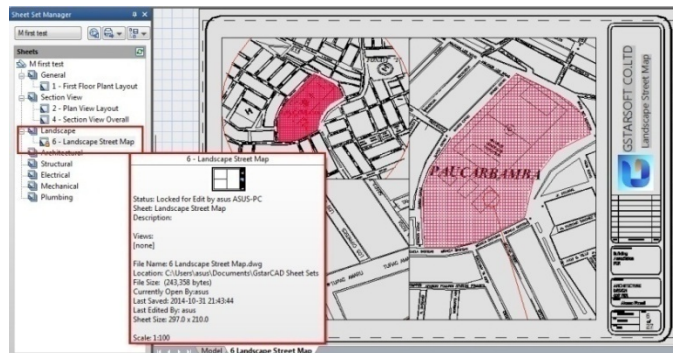 Sheet Set Manager
M first test
Sheets
M first test
General
1 - First Floor Plant Layout
Section View
2 - Plan View Layout
4 - Section View Overall
Landscape
6 - Landscape Street Map
Architectural
Structural
Electrical
Mechanical
Plumbing
6 - Landscape Street Map
Status: Locked for Edit by asus ASUS-PC
Sheet: Landscape Street Map
Description:
Views:
[none]
File Name: 6 Landscape Street Map.dwg
Location: C:\Users\asus\Documents\GstarCAD Sheet Sets
File Size: (243,358 bytes)
Currently Open By:asus
Last Saved: 2014-10-31 21:43:44
Last Edited By: asus
Sheet Size: 297.0 x 210.0
Scale: 1:100
PAUCARBAMBA
GSTARSOFT CO.LTD
Landscape Street Map
Model
6 Landscape Street Map